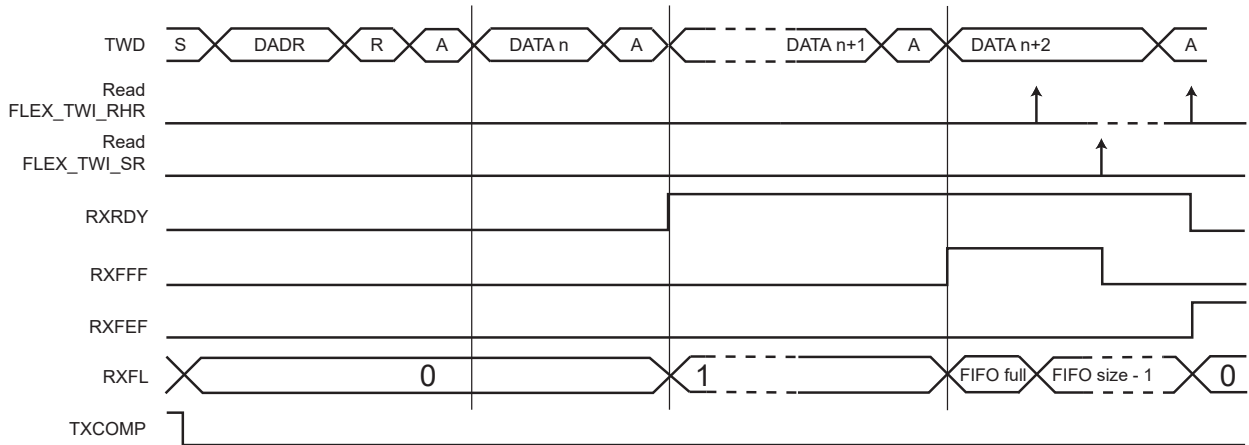 TWD S DADR R A DATA n A DATA n+1 A DATA n+2 A
Read
FLEX_TWI_RHR
Read
FLEX_TWI_SR
RXRDY
RXFFF
RXFEF
RXFL 0 1 FIFO full FIFO size - 1 0
TXCOMP